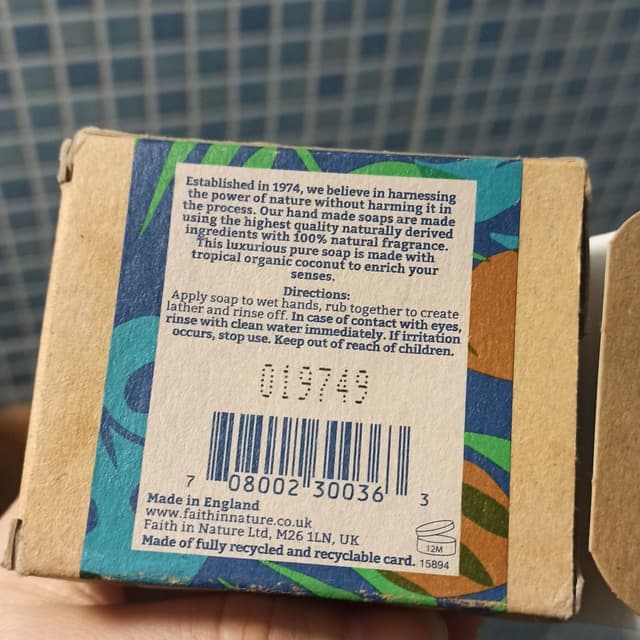 Established in 1974, we believe in harnessing
the power of nature without harming it in
the process. Our hand made soaps are made
using the highest quality naturally derived
ingredients with 100% natural fragrance.
This luxurious pure soap is made with
tropical organic coconut to enrich your
senses.
Directions:
Apply soap to wet hands, rub together to create
lather and rinse off. In case of contact with eyes,
rinse with clean water immediately. If irritation
occurs, stop use. Keep out of reach of children.
019749
7 08002 30036 3
Made in England
www.faithinnature.co.uk
Faith in Nature Ltd, M26 1LN, UK
Made of fully recycled and recyclable card.
12M
15894